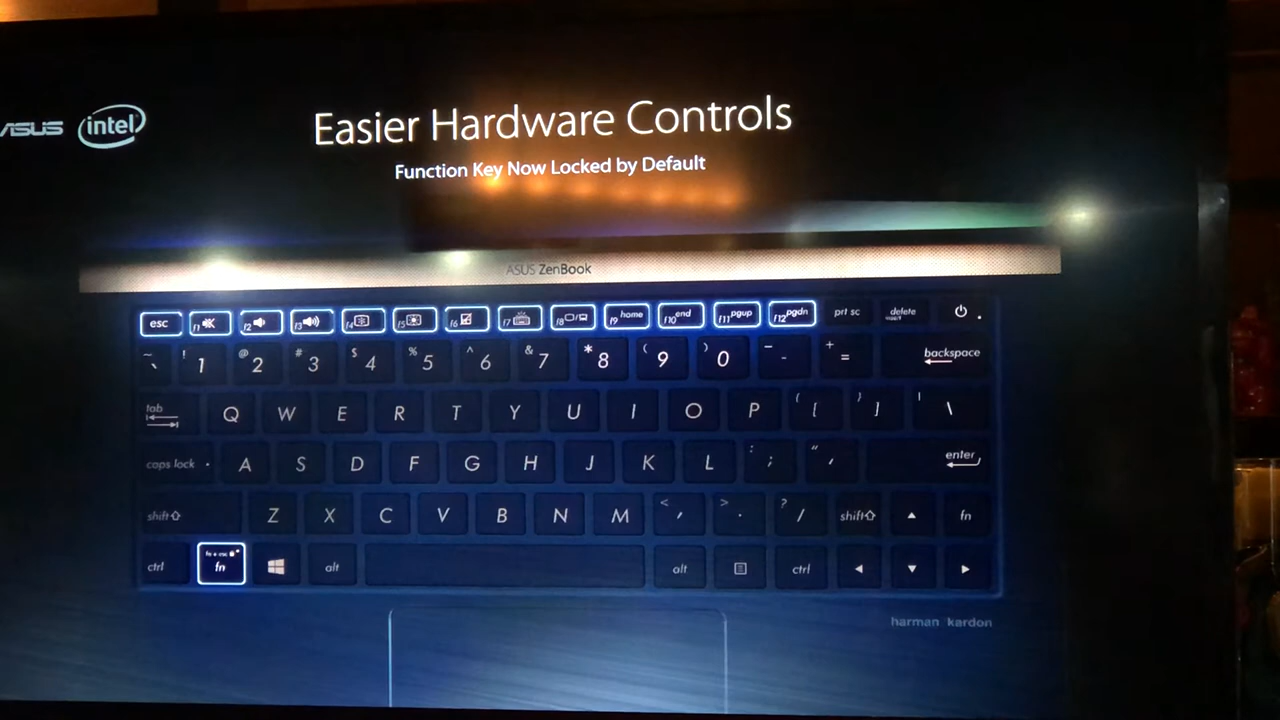 ASUS intel
Easier Hardware Controls
Function Key Now Locked by Default
ASUS ZenBook
esc f1 f2 f3 f4 f5 f6 f7 f8 f9 home f10 end f11 pgup f12 pgdn prt sc delete
~ ` ! 1 @ 2 # 3 $ 4 % 5 ^ 6 & 7 * 8 ( 9 ) 0 _ - + = backspace
tab Q W E R T Y U I O P { [ } ] | \
caps lock A S D F G H J K L : ; " ' enter
shift Z X C V B N M < , > . ? / shift fn
ctrl fn + esc fn alt alt ctrl
harman kardon